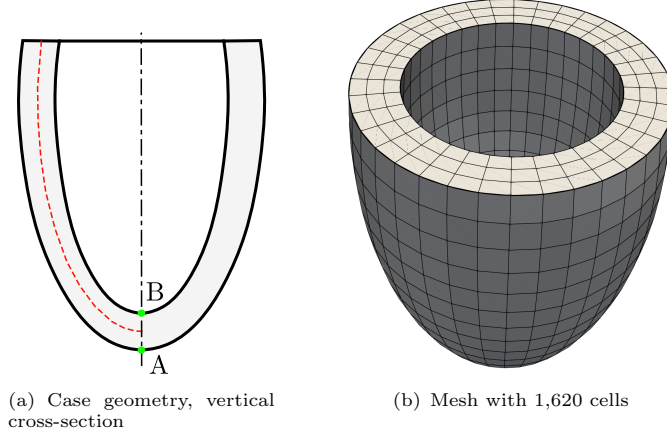 B
A
(a) Case geometry, vertical
cross-section
(b) Mesh with 1,620 cells